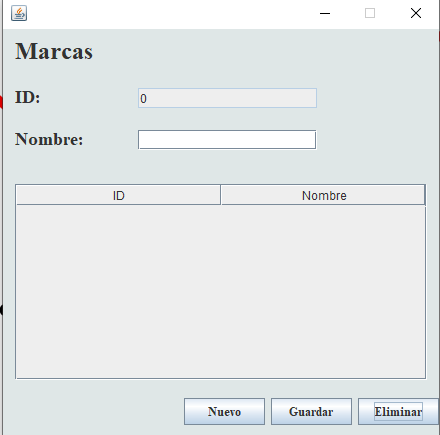 Marcas
ID: 0
Nombre:
ID Nombre
Nuevo Guardar Eliminar